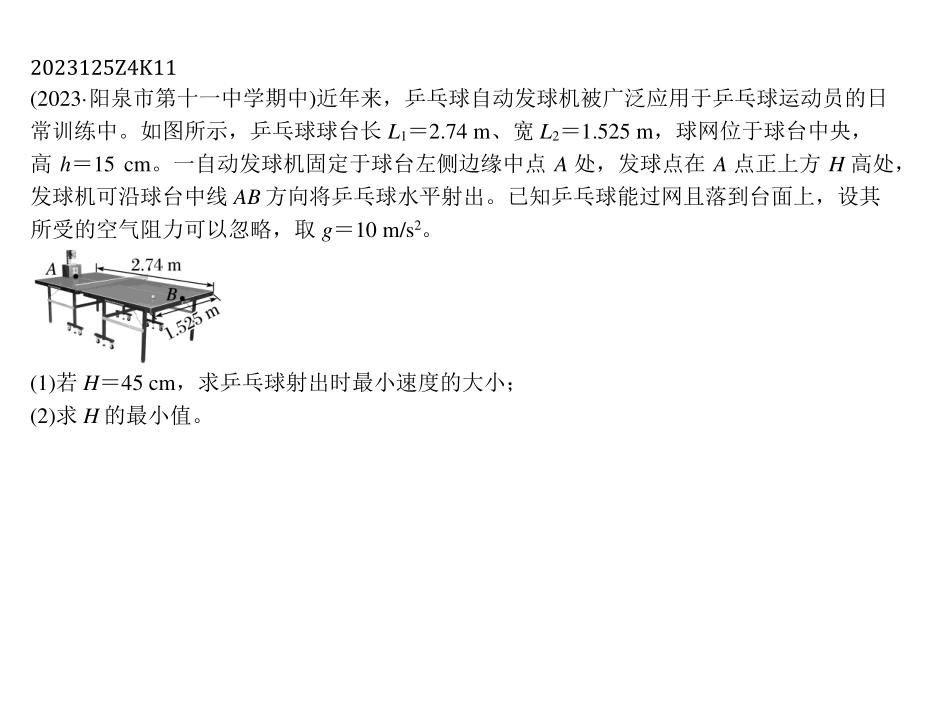 2023125Z4K11
(2023·阳泉市第十一中学期中)近年来，乒乓球自动发球机被广泛应用于乒乓球运动员的日
常训练中。如图所示，乒乓球球台长 L₁＝2.74 m、宽 L₂＝1.525 m，球网位于球台中央，
高 h＝15 cm。一自动发球机固定于球台左侧边缘中点 A 处，发球点在 A 点正上方 H 高处，
发球机可沿球台中线 AB 方向将乒乓球水平射出。已知乒乓球能过网且落到台面上，设其
所受的空气阻力可以忽略，取 g＝10 m/s²。
A
2.74 m
B
1.525 m
(1)若 H＝45 cm，求乒乓球射出时最小速度的大小；
(2)求 H 的最小值。